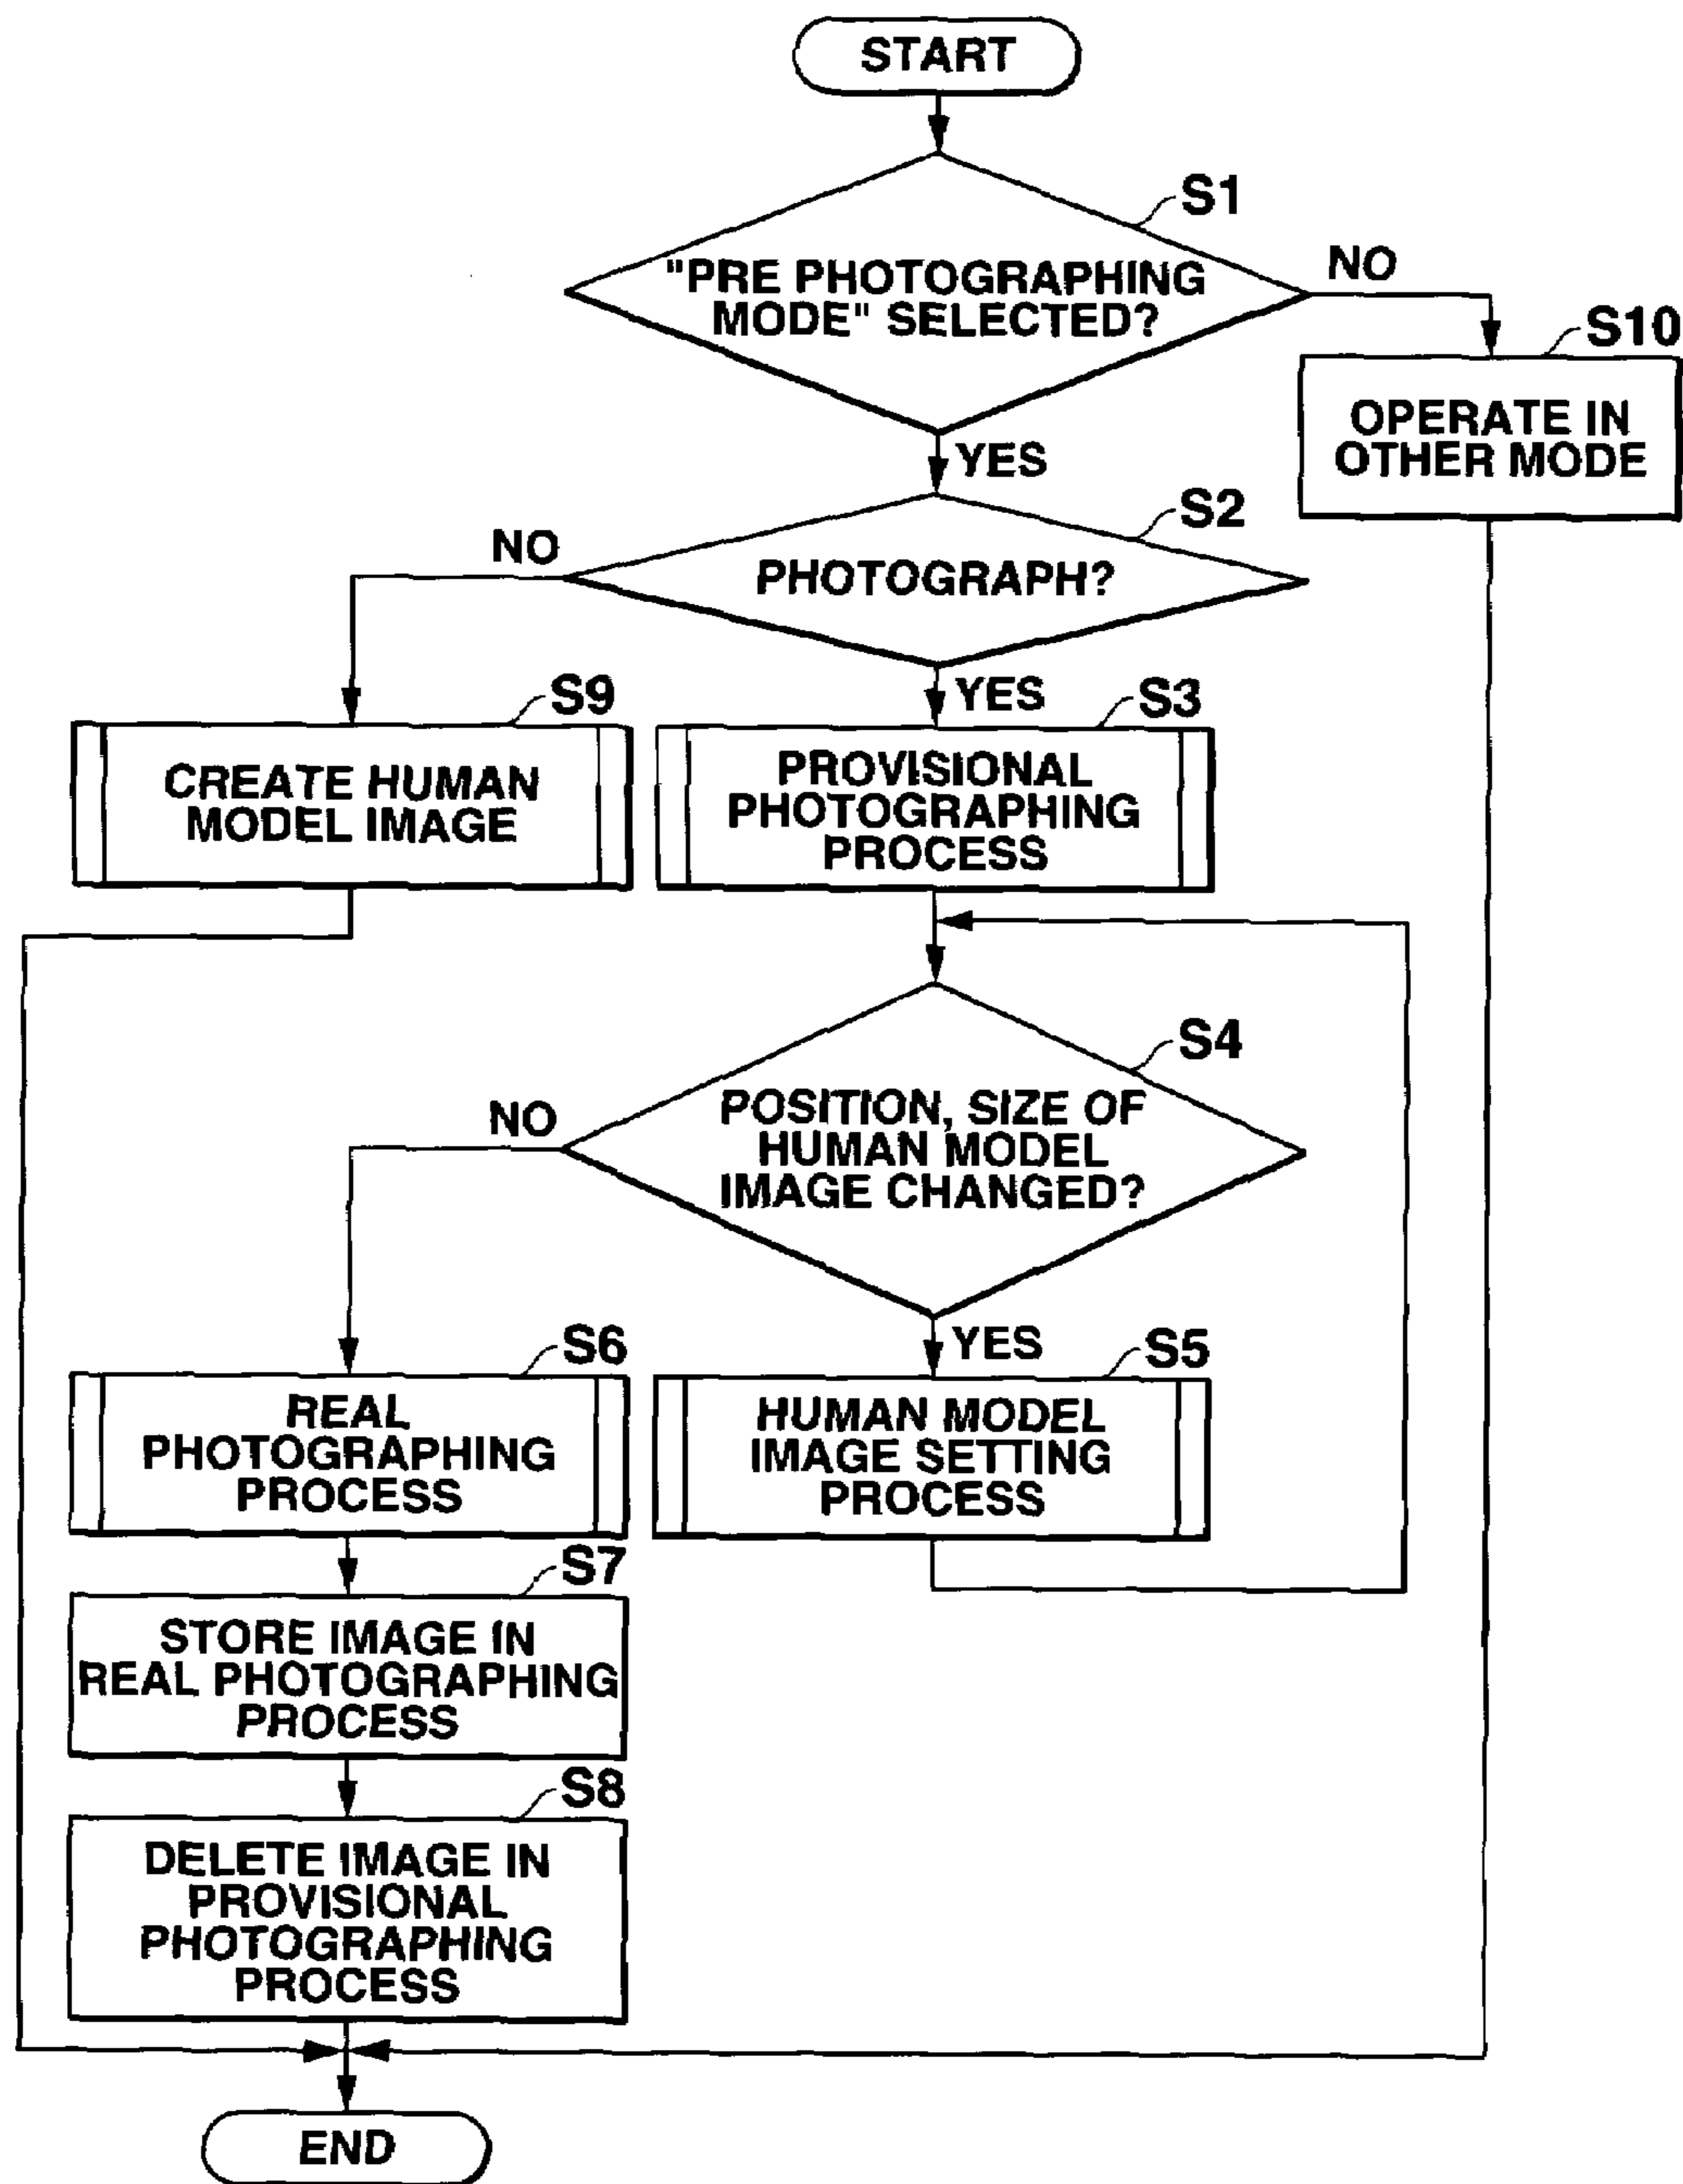 START
S1
"PRE PHOTOGRAPHING
MODE" SELECTED?
NO
S10
OPERATE IN
OTHER MODE
YES
S2
NO
PHOTOGRAPH?
YES
S9
S3
CREATE HUMAN
MODEL IMAGE
PROVISIONAL
PHOTOGRAPHING
PROCESS
S4
NO
POSITION, SIZE OF
HUMAN MODEL
IMAGE CHANGED?
YES
S6
S5
REAL
PHOTOGRAPHING
PROCESS
HUMAN MODEL
IMAGE SETTING
PROCESS
S7
STORE IMAGE IN
REAL PHOTOGRAPHING
PROCESS
S8
DELETE IMAGE IN
PROVISIONAL
PHOTOGRAPHING
PROCESS
END